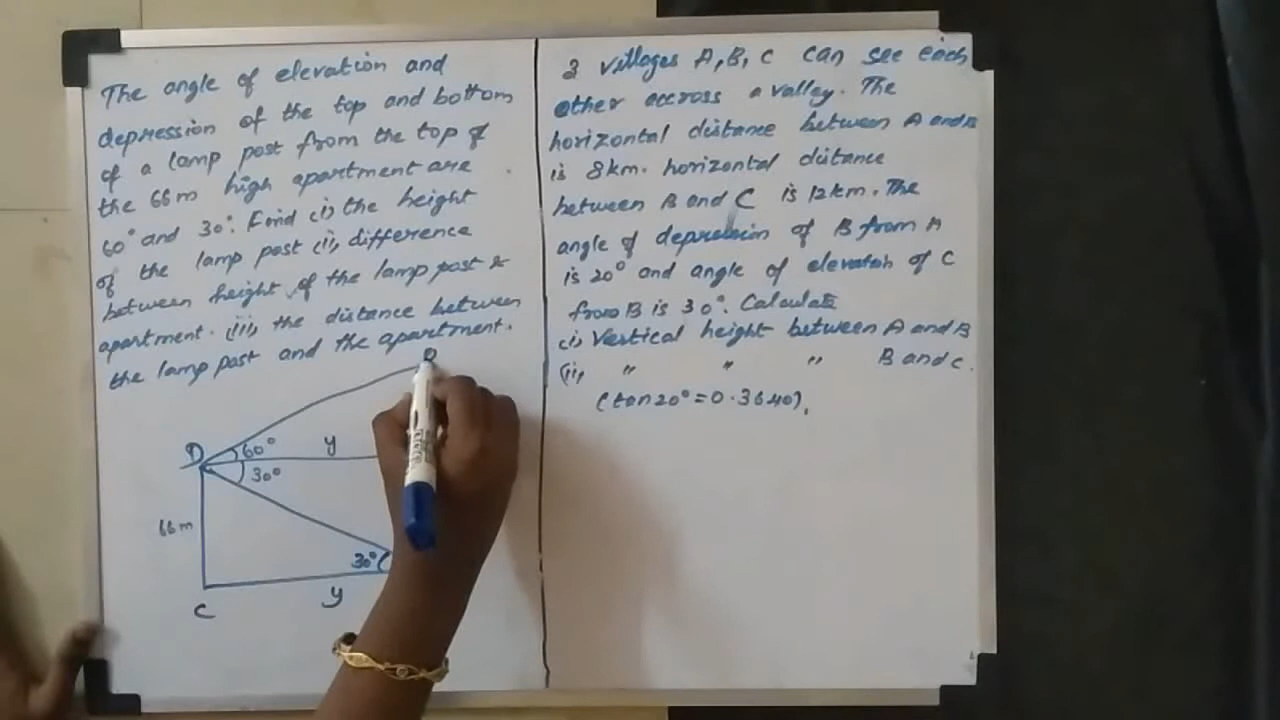 The angle of elevation and
depression of the top and bottom
of a lamp post from the top of
the 66m high apartment are
60° and 30°. Find (i) the height
of the lamp post (ii) difference
between height of the lamp post &
apartment. (iii) the distance between
the lamp post and the apartment.
D 60° y
30°
66m
30°
C y
3 villages A, B, C can see each
other accross a valley. The
horizontal distance between A and B
is 8km. horizontal distance
between B and C is 12km. The
angle of depression of B from A
is 20° and angle of elevation of C
from B is 30°. Calculate
(i) Vertical height between A and B
(ii) " " " B and C.
(tan 20° = 0.3640).